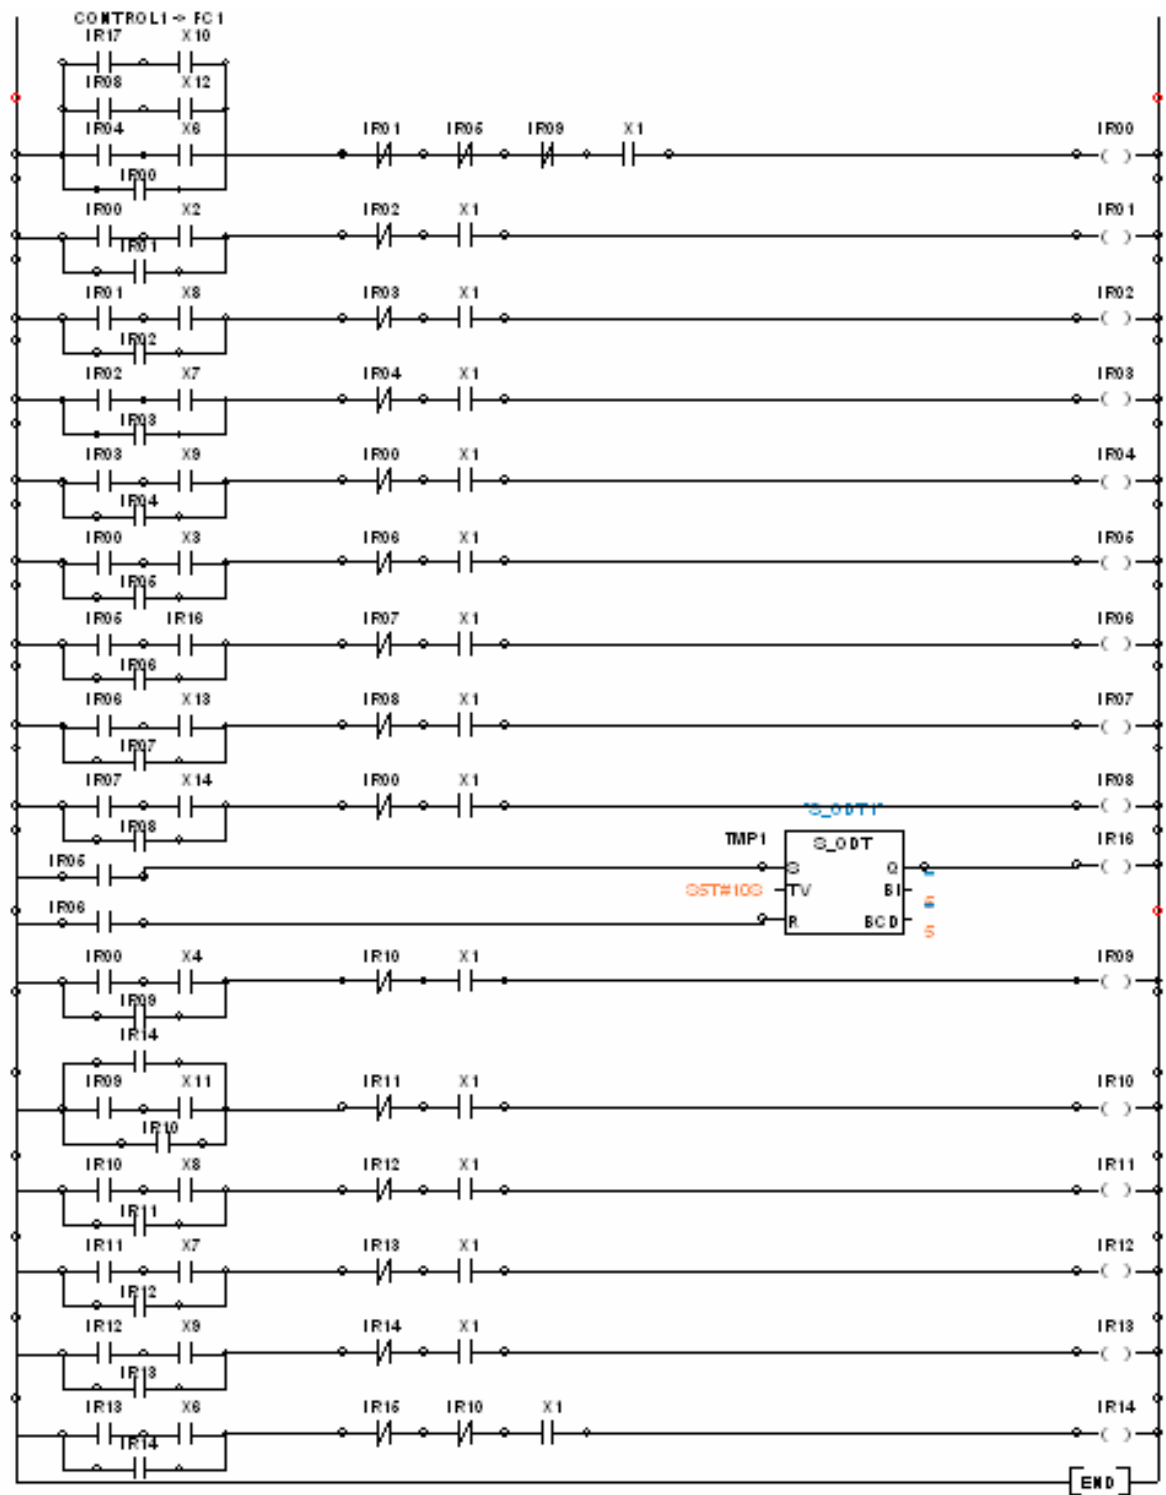 CONTROL1->FC1
IR17 X10
IR08 X12
IR04 X6 IR01 IR05 IR09 X1 IR00
IR00
IR00 X2 IR02 X1 IR01
IR01
IR01 X8 IR03 X1 IR02
IR02
IR02 X7 IR04 X1 IR03
IR03
IR03 X9 IR00 X1 IR04
IR04
IR00 X3 IR06 X1 IR05
IR05
IR05 IR16 IR07 X1 IR06
IR06
IR06 X13 IR08 X1 IR07
IR07
IR07 X14 IR00 X1 IR08
"S_ODT1"
IR08
TMP1 S_ODT IR16
IR05
S Q
S5T#10S TV BI
IR06
R BCD
IR00 X4 IR10 X1 IR09
IR09
IR14
IR09 X11 IR11 X1 IR10
IR10
IR10 X8 IR12 X1 IR11
IR11
IR11 X7 IR13 X1 IR12
IR12
IR12 X9 IR14 X1 IR13
IR13
IR13 X6 IR15 IR10 X1 IR14
IR14
END